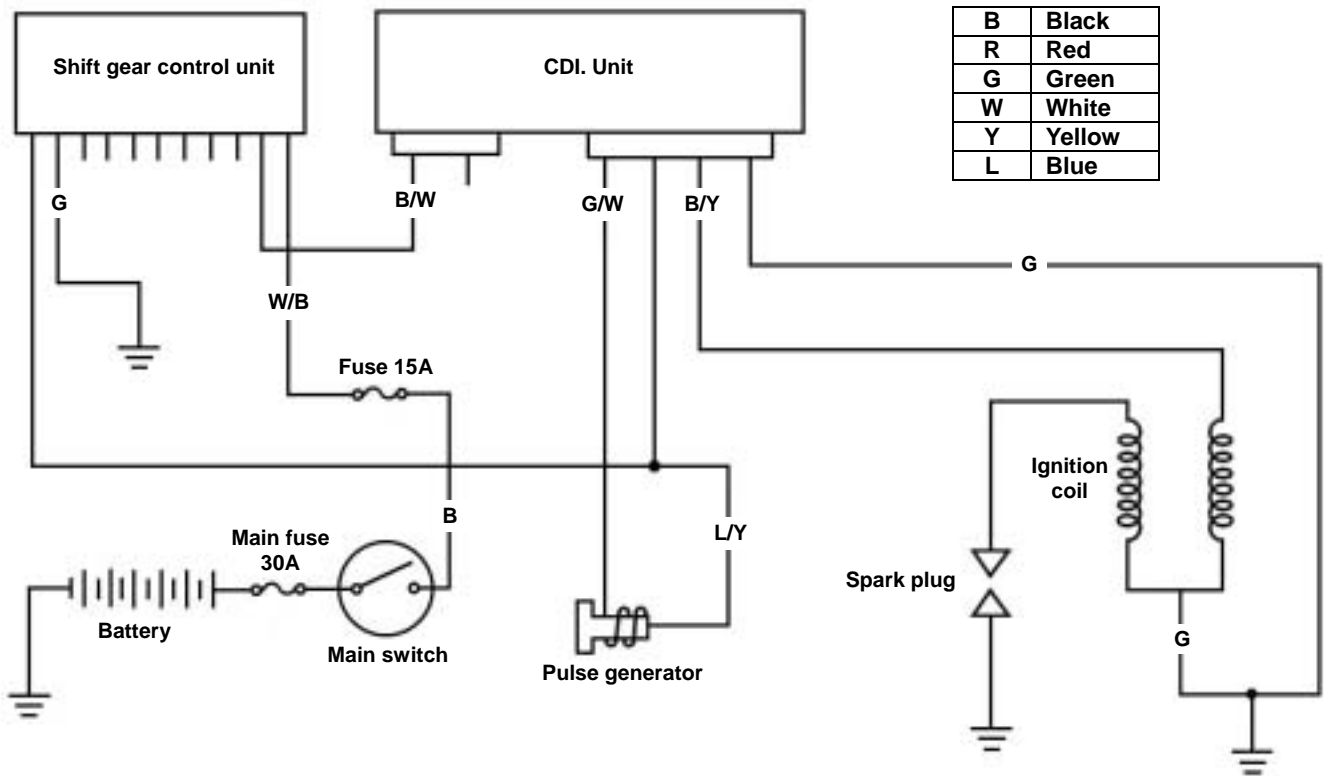 Shift gear control unit
CDI. Unit
B Black
R Red
G Green
W White
Y Yellow
L Blue
G
B/W
G/W
B/Y
G
W/B
Fuse 15A
Ignition
coil
B
L/Y
Main fuse
30A
Spark plug
Battery
Main switch
Pulse generator
G